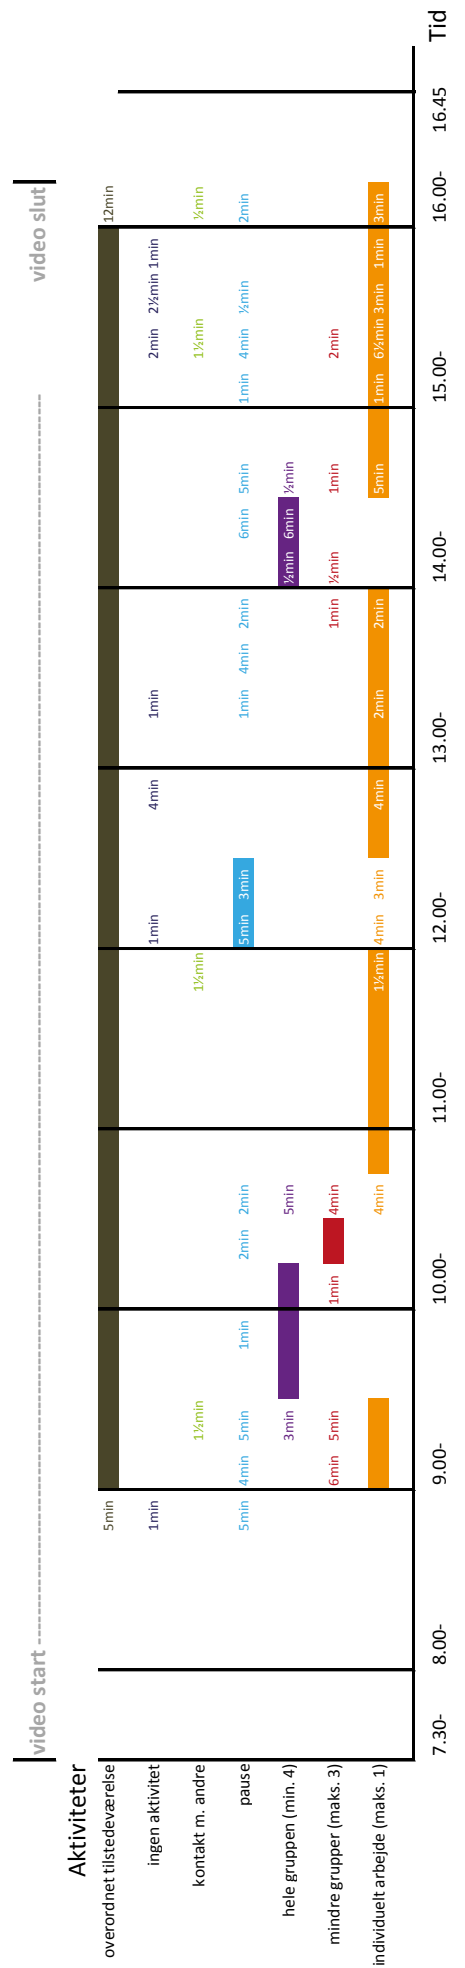 video start ---------------------------------------------------------------- video slut
Aktiviteter
overordnet tilstedeværelse 5min 12min
ingen aktivitet 1min 1min 4min 1min 2min 2½min 1min
kontakt m. andre 1½min 1½min 1½min ½min
pause 5min 4min 5min 1min 2min 2min 5min 3min 1min 4min 2min 6min 5min 1min 4min ½min 2min
hele gruppen (min. 4) 3min 5min ½min 6min ½min
mindre grupper (maks. 3) 6min 5min 1min 4min 1min ½min 1min 2min
individuelt arbejde (maks. 1) 4min 1½min 4min 3min 4min 2min 2min 5min 1min 6½min 3min 1min 3min
7.30- 8.00- 9.00- 10.00- 11.00- 12.00- 13.00- 14.00- 15.00- 16.00- 16.45 Tid